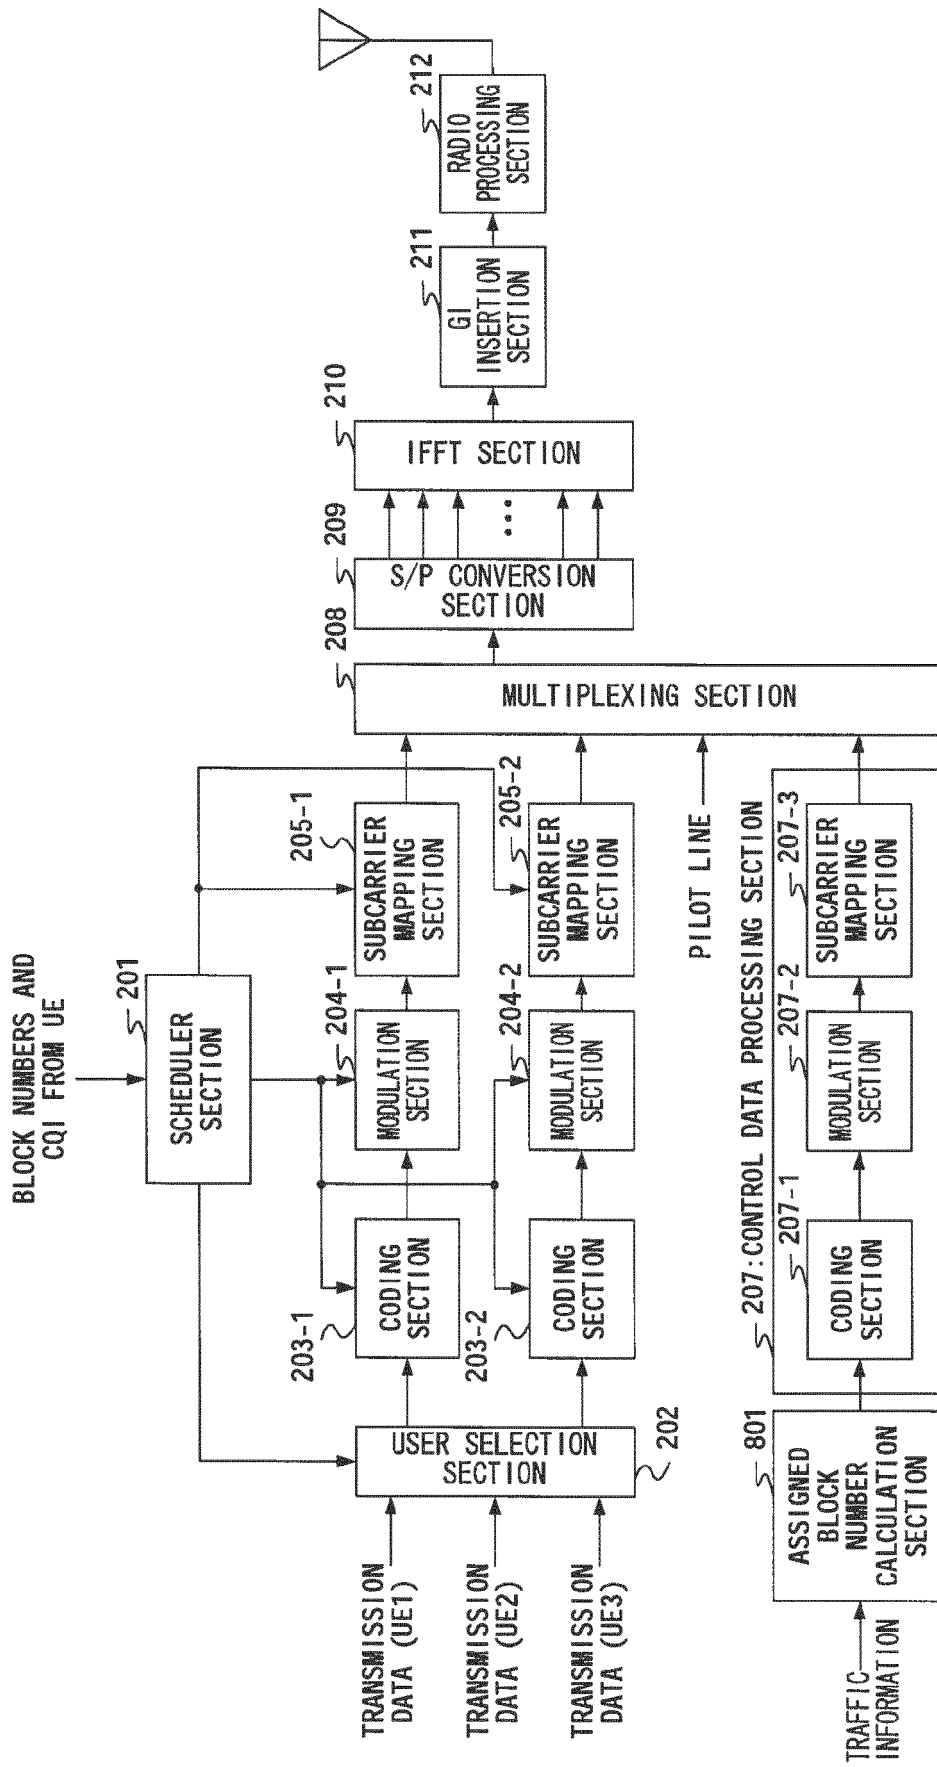 BLOCK NUMBERS AND
CQI FROM UE
201
SCHEDULER
SECTION
TRANSMISSION
DATA (UE1)
TRANSMISSION
DATA (UE2)
TRANSMISSION
DATA (UE3)
USER SELECTION
SECTION
202
203-1
CODING
SECTION
204-1
MODULATION
SECTION
205-1
SUBCARRIER
MAPPING
SECTION
203-2
CODING
SECTION
204-2
MODULATION
SECTION
205-2
SUBCARRIER
MAPPING
SECTION
PILOT LINE
208
MULTIPLEXING SECTION
209
S/P CONVERSION
SECTION
210
IFFT SECTION
211
GI
INSERTION
SECTION
212
RADIO
PROCESSING
SECTION
TRAFFIC
INFORMATION
801
ASSIGNED
BLOCK
NUMBER
CALCULATION
SECTION
207:CONTROL DATA PROCESSING SECTION
207-1
CODING
SECTION
207-2
MODULATION
SECTION
207-3
SUBCARRIER
MAPPING
SECTION